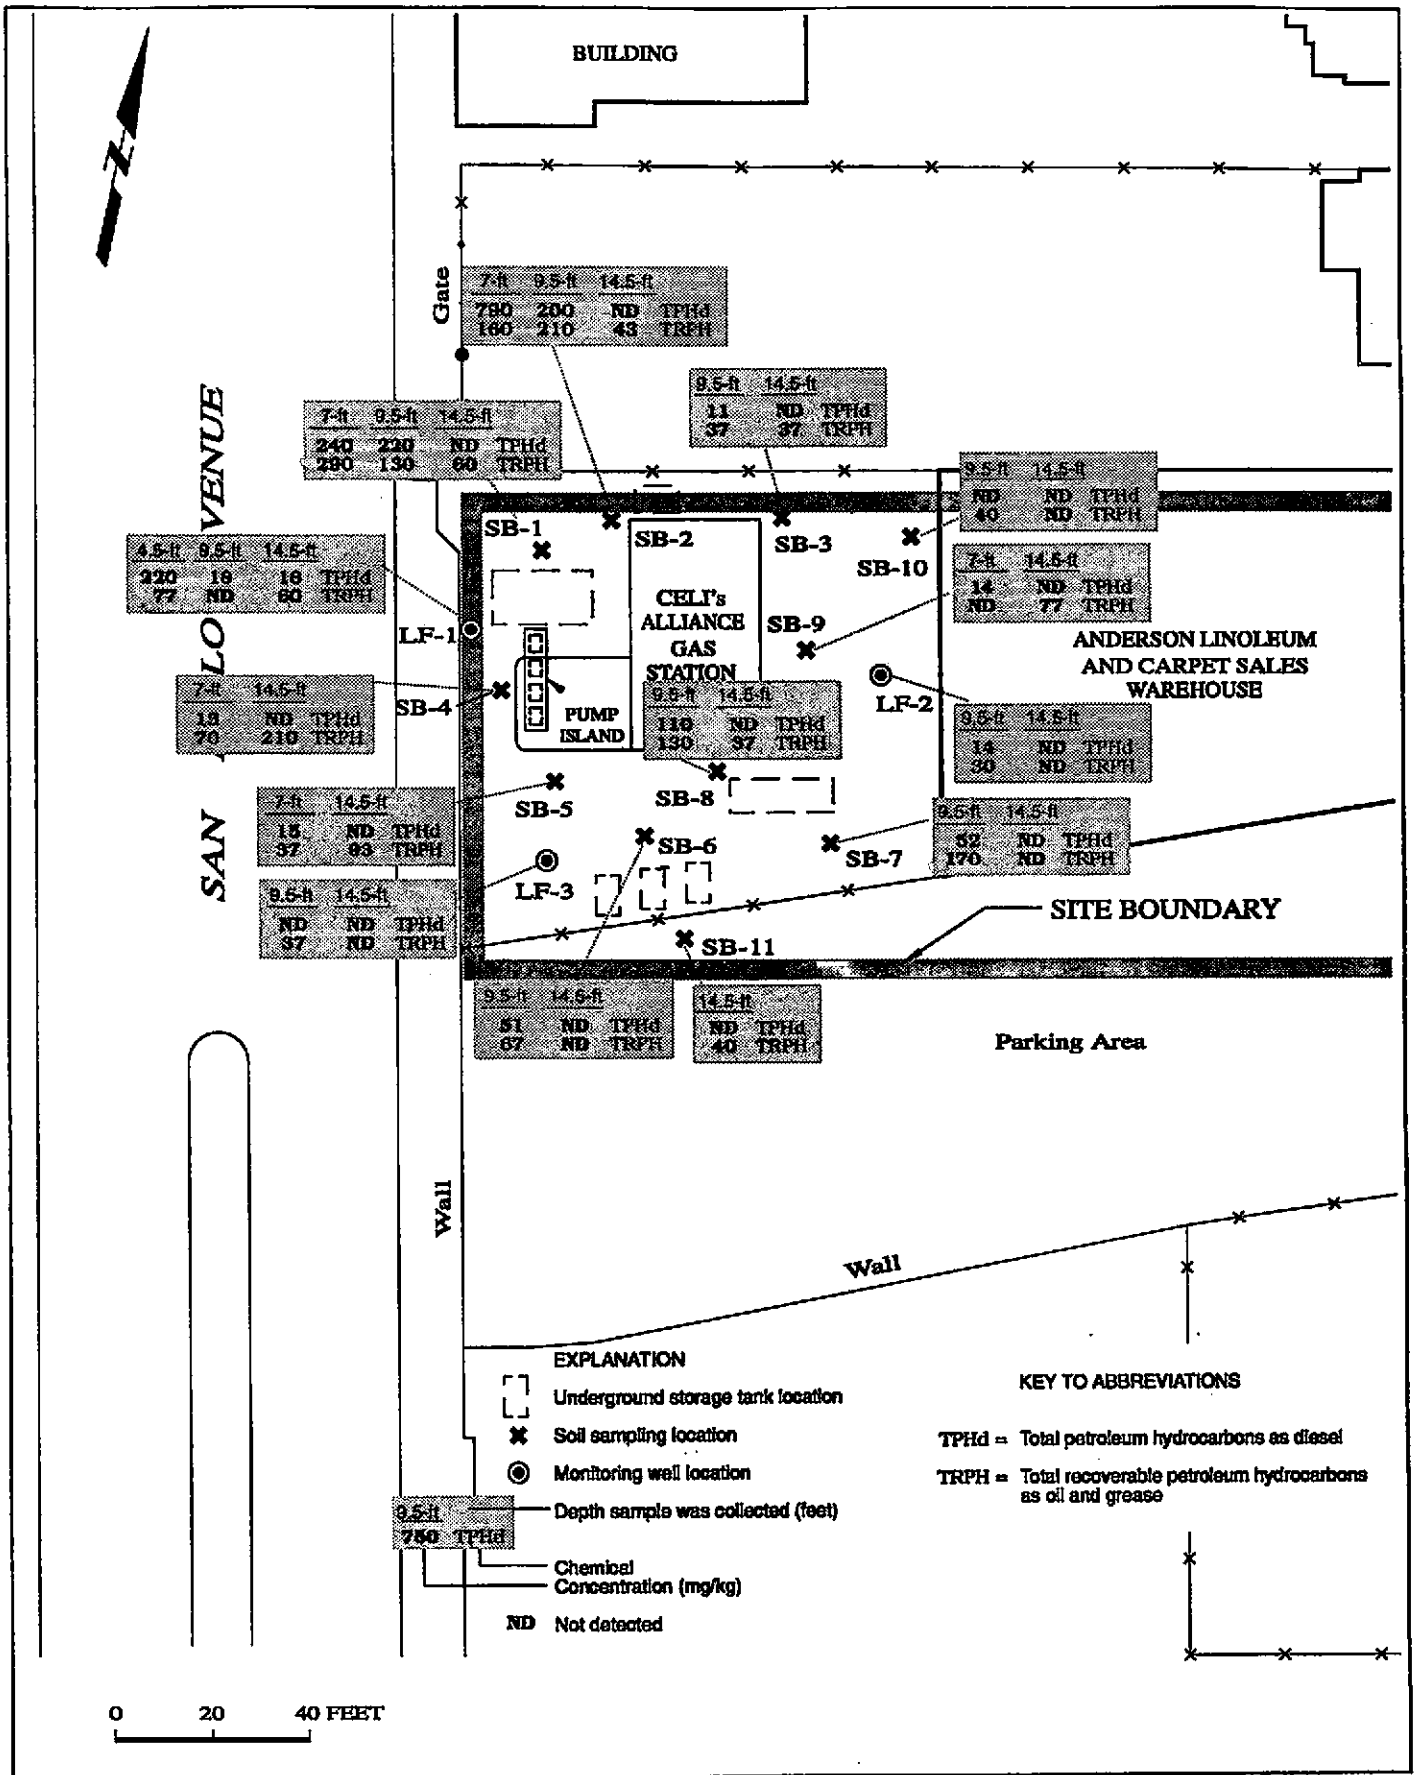 BUILDING
N
Gate
7-ft 9.5-ft 14.5-ft
790 200 ND TPHd
160 210 43 TRPH
9.5-ft 14.5-ft
11 ND TPHd
37 37 TRPH
7-ft 9.5-ft 14.5-ft
240 220 ND TPHd
290 130 60 TRPH
9.5-ft 14.5-ft
ND ND TPHd
40 ND TRPH
SB-1
SB-2
SB-3
SB-10
4.5-ft 9.5-ft 14.5-ft
220 TPHd
77 ND 60 TRPH
7-ft 14.5-ft
14 ND TPHd
ND 77 TRPH
LF-1
CELI's
ALLIANCE
GAS
STATION
SB-9
ANDERSON LINOLEUM
AND CARPET SALES
WAREHOUSE
SAN LO VENUE
7-ft 14.5-ft
ND TPHd
70 210 TRPH
SB-4
PUMP
ISLAND
9.5-ft 14.5-ft
110 ND TPHd
130 37 TRPH
LF-2
9.5-ft 14.5-ft
14 ND TPHd
30 ND TRPH
SB-5
SB-8
7-ft 14.5-ft
ND TPHd
37 TRPH
SB-6
SB-7
9.5-ft 14.5-ft
52 ND TPHd
170 ND TRPH
LF-3
9.5-ft 14.5-ft
ND ND TPHd
37 ND TRPH
SITE BOUNDARY
SB-11
9.5-ft 14.5-ft
51 ND TPHd
67 ND TRPH
14.5-ft
ND TPHd
40 TRPH
Parking Area
Wall
Wall
EXPLANATION
Underground storage tank location
Soil sampling location
Monitoring well location
Depth sample was collected (feet)
9.5-ft
750 TPHd
Chemical
Concentration (mg/kg)
ND Not detected
KEY TO ABBREVIATIONS
TPHd = Total petroleum hydrocarbons as diesel
TRPH = Total recoverable petroleum hydrocarbons
as oil and grease
0 20 40 FEET